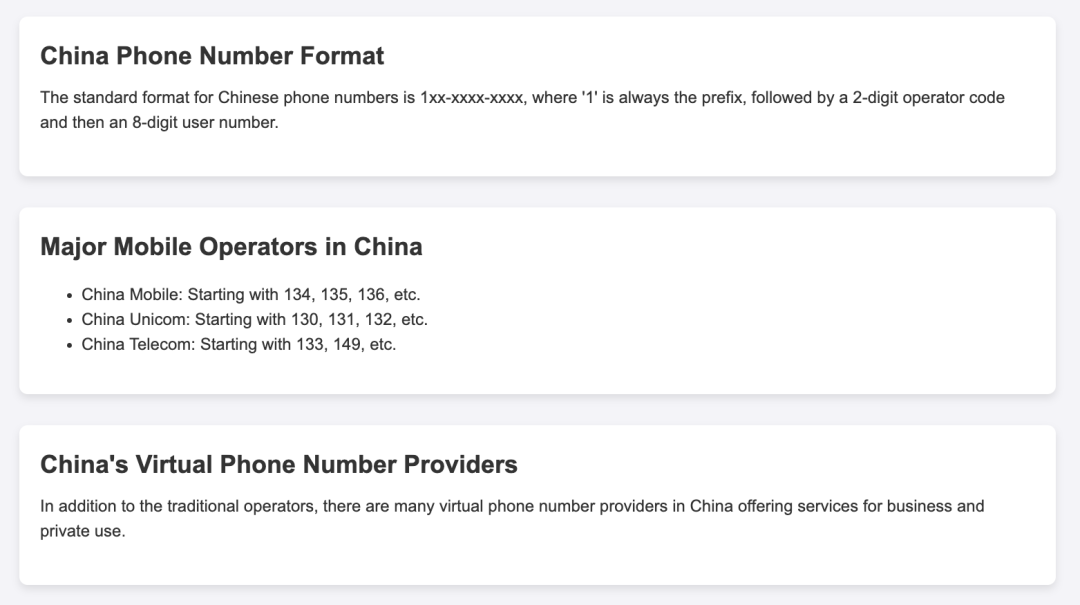 China Phone Number Format
The standard format for Chinese phone numbers is 1xx-xxxx-xxxx, where '1' is always the prefix, followed by a 2-digit operator code
and then an 8-digit user number.
Major Mobile Operators in China
• China Mobile: Starting with 134, 135, 136, etc.
• China Unicom: Starting with 130, 131, 132, etc.
• China Telecom: Starting with 133, 149, etc.
China's Virtual Phone Number Providers
In addition to the traditional operators, there are many virtual phone number providers in China offering services for business and
private use.